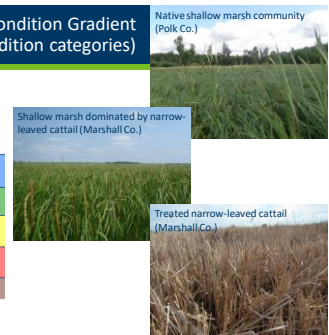 ondition Gradient
dition categories)
Native shallow marsh community
(Polk Co.)
Shallow marsh dominated by narrow-
leaved cattail (Marshall Co.)
Treated narrow-leaved cattail
(Marshall Co.)